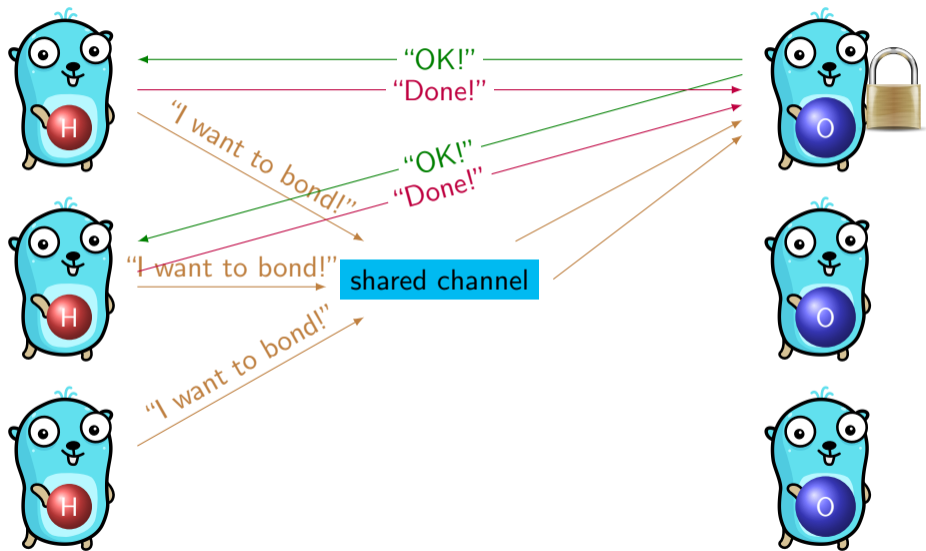 “OK!”
“Done!”
H
O
“I want to bond!”
“OK!”
“Done!”
“I want to bond!”
shared channel
H
O
“I want to bond!”
H
O